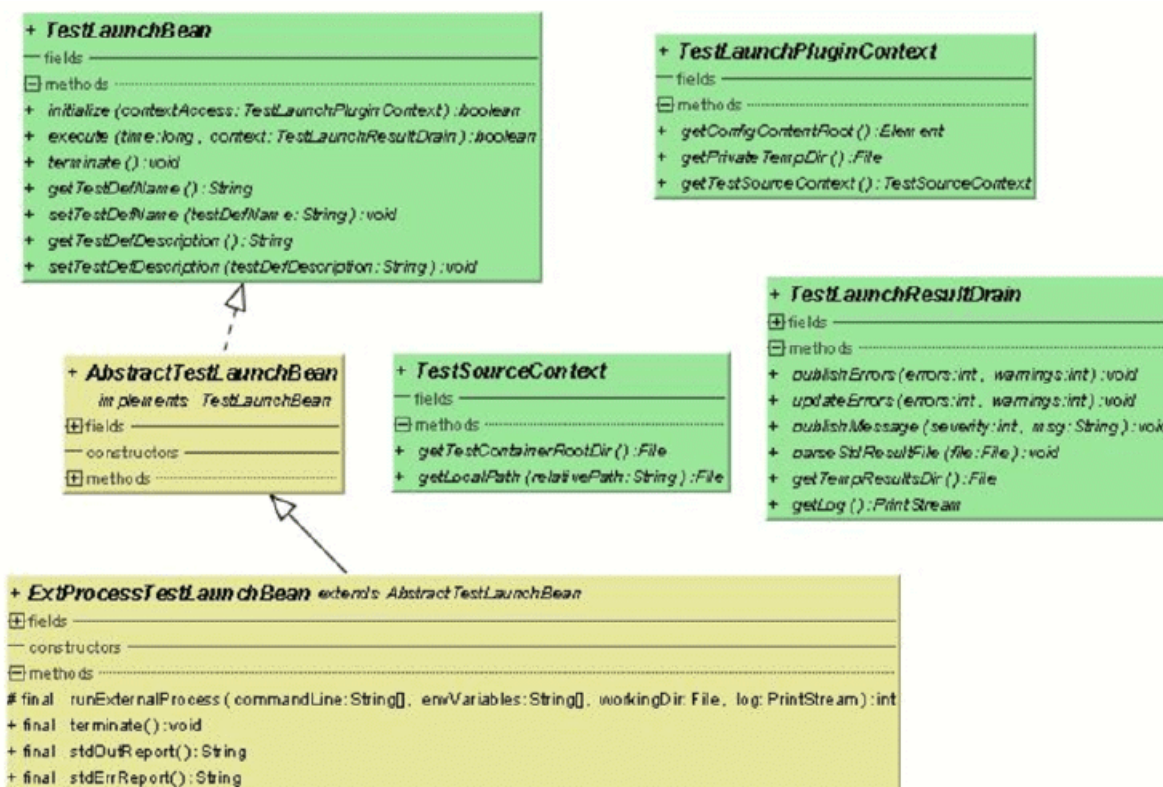 + TestLaunchBean
fields
methods
+ initialize (contextAccess: TestLaunchPluginContext) :boolean
+ execute (time:long , context: TestLaunchResultDrain) :boolean
+ terminate () :void
+ getTestDefName () : String
+ setTestDefName (testDefName: String) : void
+ getTestDefDescription () : String
+ setTestDefDescription (testDefDescription: String) : void
+ TestLaunchPluginContext
fields
methods
+ getConfigContentRoot () : Element
+ getPrivateTempDir () : File
+ getTestSourceContext () : TestSourceContext
+ TestLaunchResultDrain
fields
methods
+ publishErrors (errors:int , warnings:int) :void
+ updateErrors (errors:int , warnings:int) :void
+ publishMessage (severity:int , msg: String) : void
+ parseStdResultFile (file:File) : void
+ getTempResultsDir () : File
+ getLog () : PrintStream
+ AbstractTestLaunchBean
implements TestLaunchBean
fields
constructors
methods
+ TestSourceContext
fields
methods
+ getTestContainerRootDir () : File
+ getLocalPath (relativePath: String) : File
+ ExtProcessTestLaunchBean extends AbstractTestLaunchBean
fields
constructors
methods
# final runExternalProcess ( commandLine: String[], envVariables: String[], workingDir: File, log: PrintStream) : int
+ final terminate() : void
+ final stdOutReport() : String
+ final stdErrReport() : String